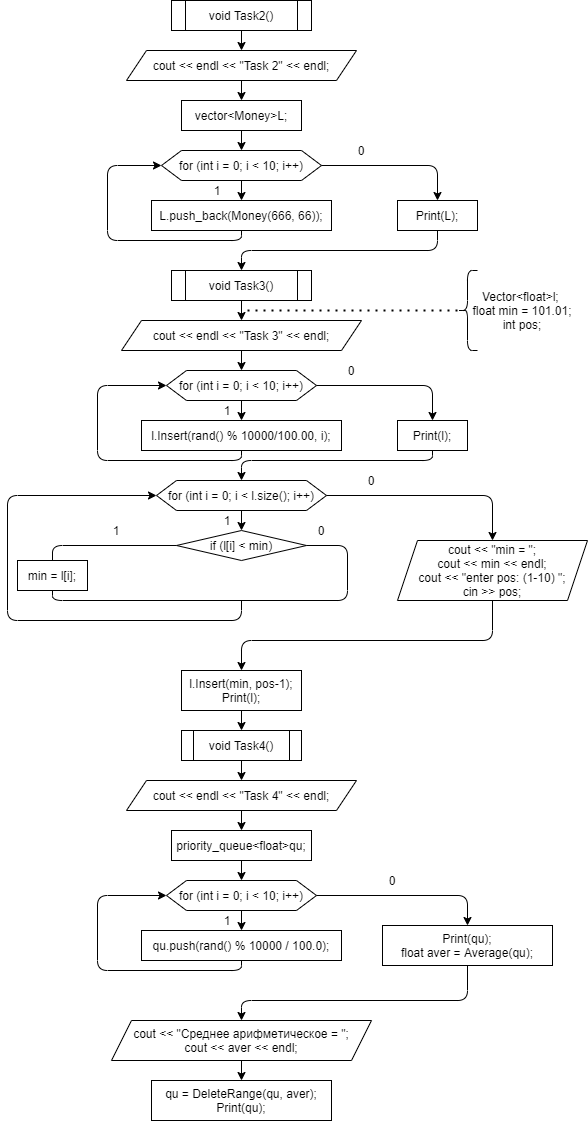 void Task2()
cout << endl << "Task 2" << endl;
vector<Money>L;
for (int i = 0; i < 10; i++)
0
1
L.push_back(Money(666, 66));
Print(L);
void Task3()
Vector<float>l;
float min = 101.01;
int pos;
cout << endl << "Task 3" << endl;
for (int i = 0; i < 10; i++)
0
1
l.Insert(rand() % 10000/100.00, i);
Print(l);
for (int i = 0; i < l.size(); i++)
0
1
if (l[i] < min)
1
0
min = l[i];
cout << "min = ";
cout << min << endl;
cout << "enter pos: (1-10) ";
cin >> pos;
l.Insert(min, pos-1);
Print(l);
void Task4()
cout << endl << "Task 4" << endl;
priority_queue<float>qu;
for (int i = 0; i < 10; i++)
0
1
qu.push(rand() % 10000 / 100.0);
Print(qu);
float aver = Average(qu);
cout << "Среднее арифметическое = ";
cout << aver << endl;
qu = DeleteRange(qu, aver);
Print(qu);